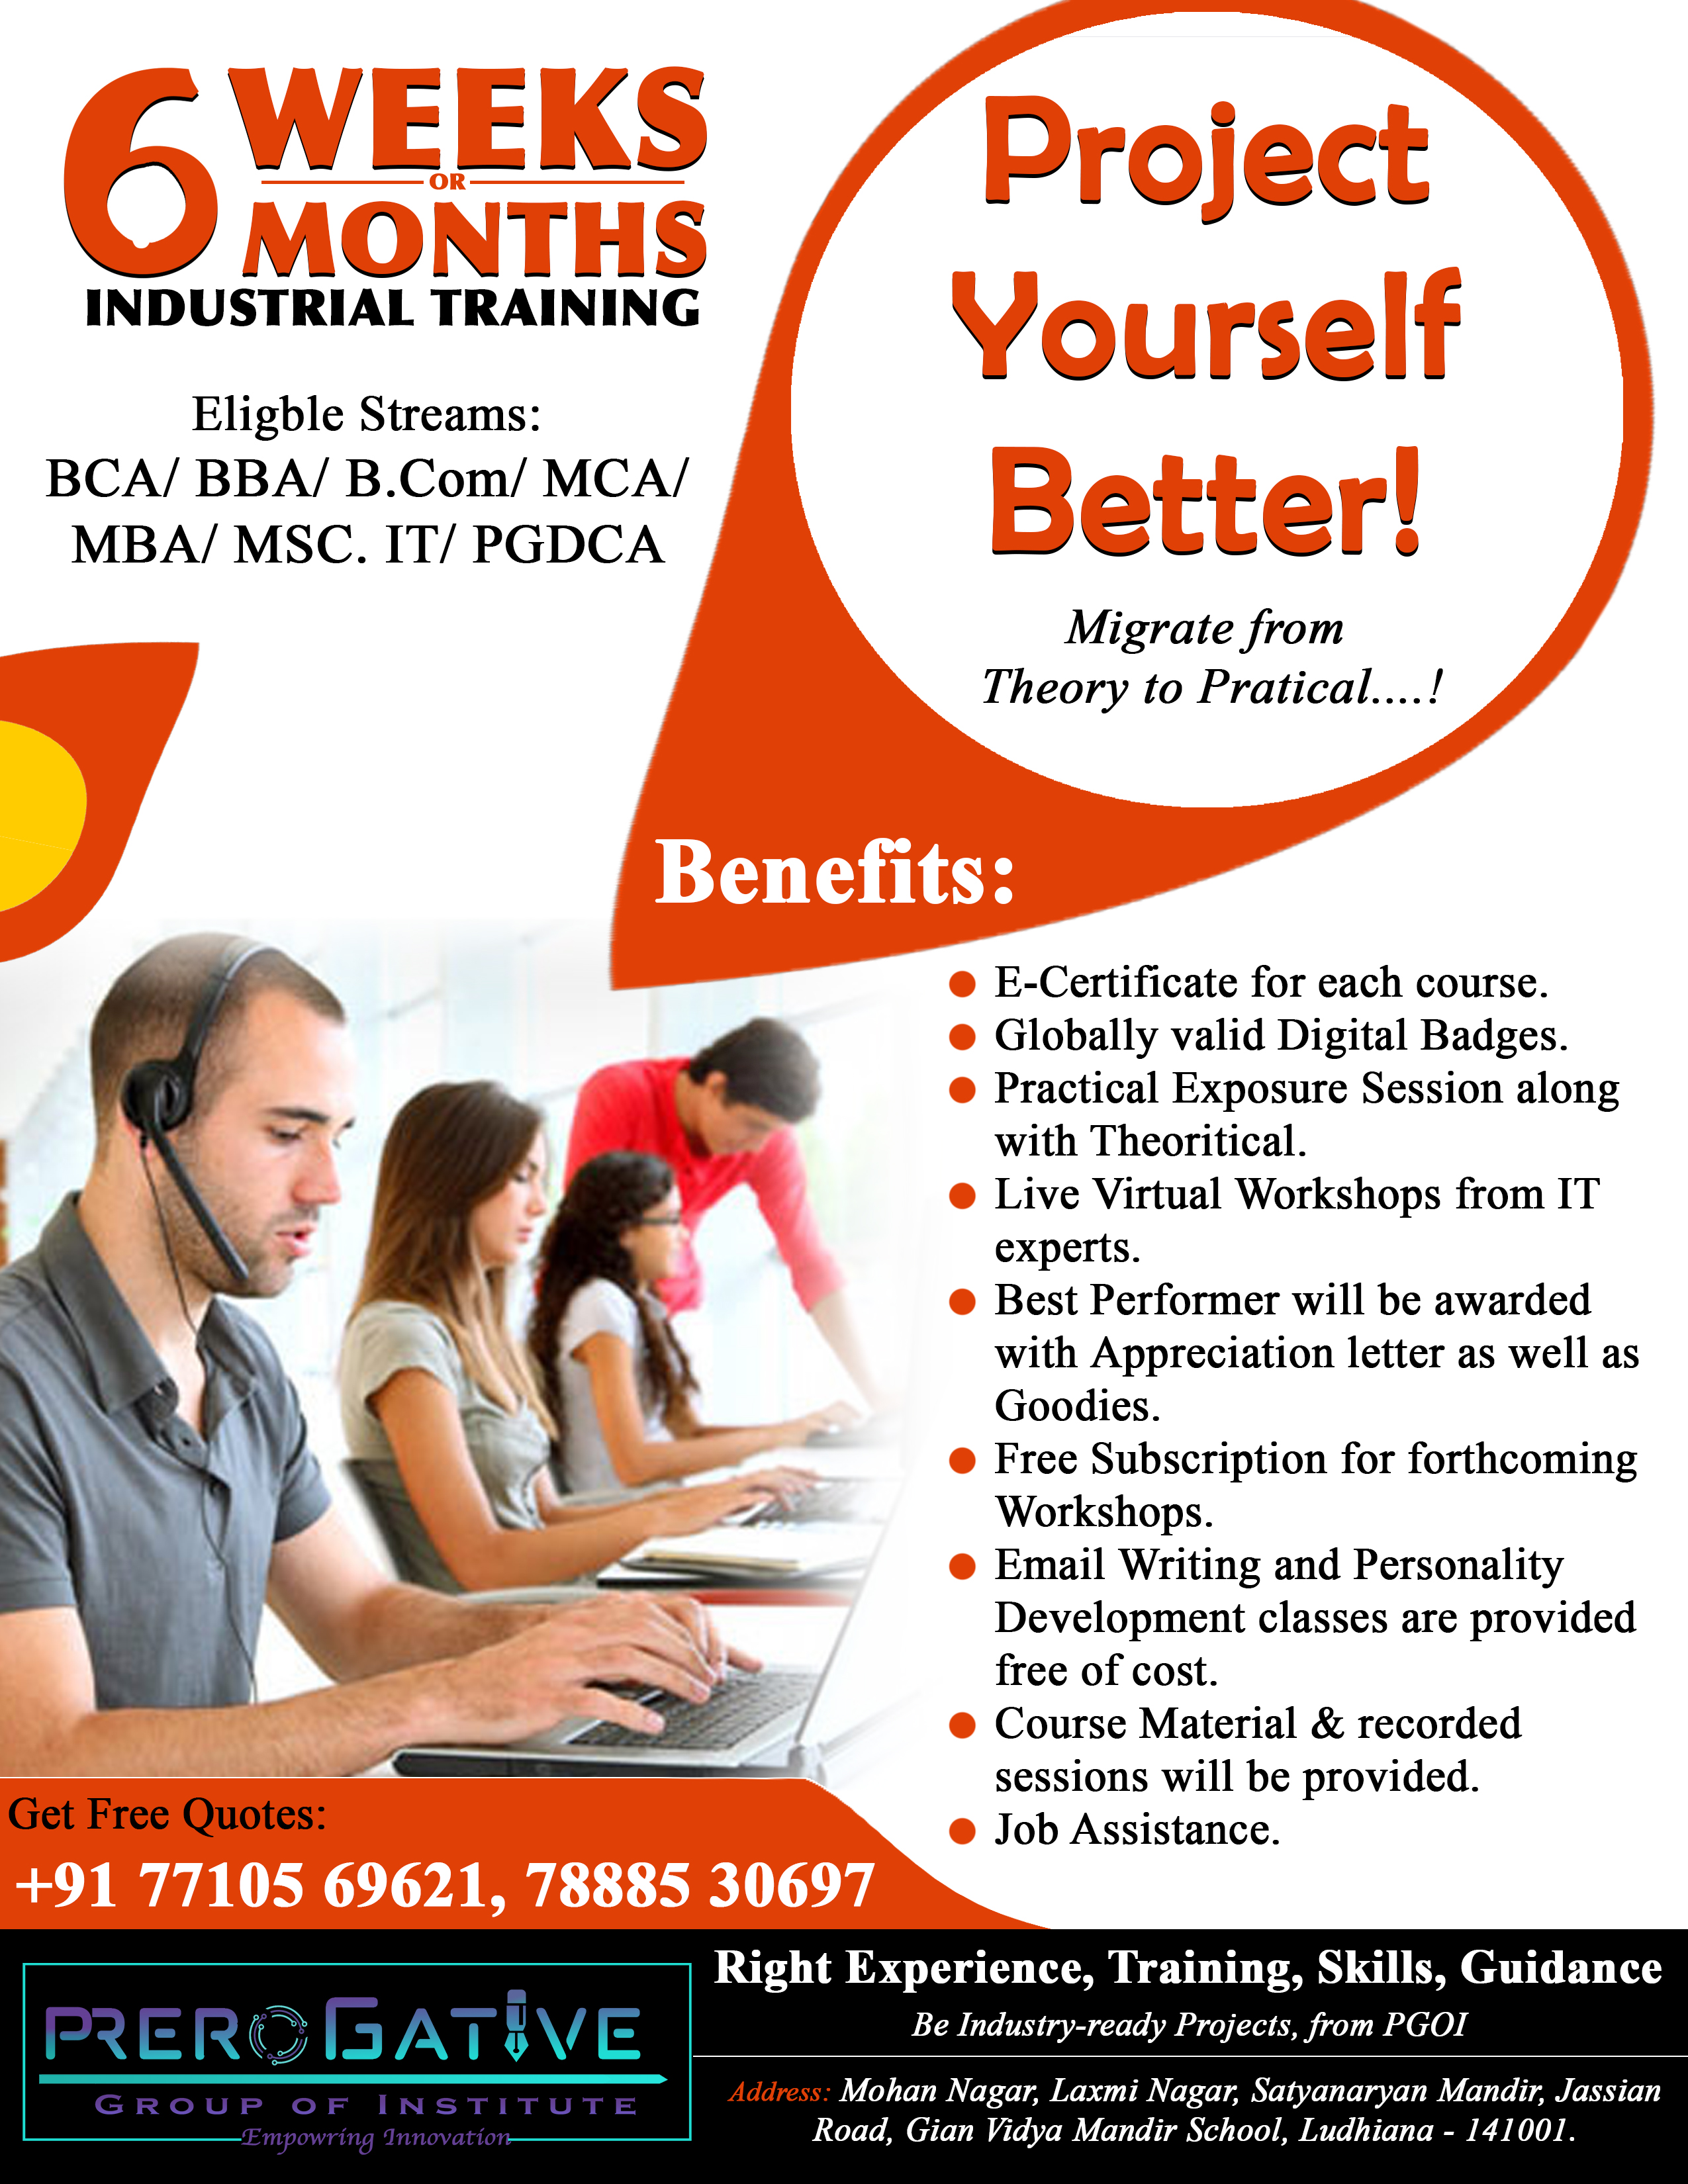 6 WEEKS
OR
MONTHS
INDUSTRIAL TRAINING
Eligble Streams:
BCA/ BBA/ B.Com/ MCA/
MBA/ MSC. IT/ PGDCA
Project
Yourself
Better!
Migrate from
Theory to Pratical....!
Benefits:
E-Certificate for each course.
Globally valid Digital Badges.
Practical Exposure Session along
with Theoritical.
Live Virtual Workshops from IT
experts.
Best Performer will be awarded
with Appreciation letter as well as
Goodies.
Free Subscription for forthcoming
Workshops.
Email Writing and Personality
Development classes are provided
free of cost.
Course Material & recorded
sessions will be provided.
Job Assistance.
Get Free Quotes:
+91 77105 69621, 78885 30697
PREROGATIVE
GROUP OF INSTITUTE
Empowring Innovation
Right Experience, Training, Skills, Guidance
Be Industry-ready Projects, from PGOI
Address: Mohan Nagar, Laxmi Nagar, Satyanaryan Mandir, Jassian
Road, Gian Vidya Mandir School, Ludhiana - 141001.